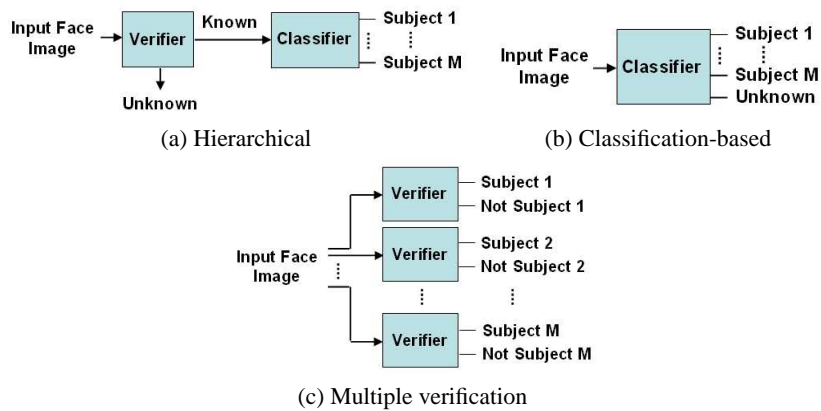 Input Face
Image
Verifier
Known
Unknown
Classifier
Subject 1
Subject M
(a) Hierarchical
Input Face
Image
Classifier
Subject 1
Subject M
Unknown
(b) Classification-based
Input Face
Image
Verifier
Subject 1
Not Subject 1
Verifier
Subject 2
Not Subject 2
Verifier
Subject M
Not Subject M
(c) Multiple verification